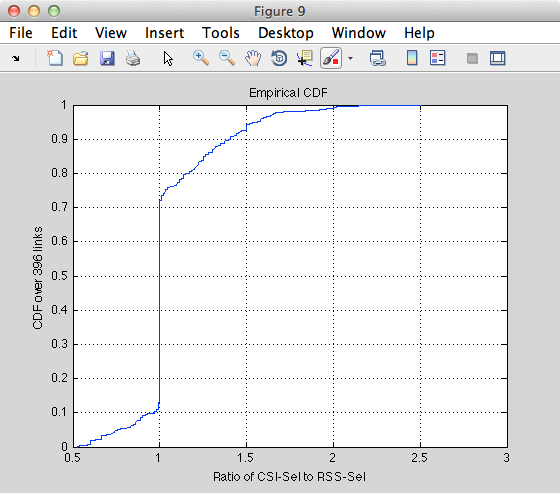 Figure 9
File Edit View Insert Tools Desktop Window Help
Empirical CDF
CDF over 396 links
1
0.9
0.8
0.7
0.6
0.5
0.4
0.3
0.2
0.1
0
0.5 1 1.5 2 2.5 3
Ratio of CSI-Sel to RSS-Sel